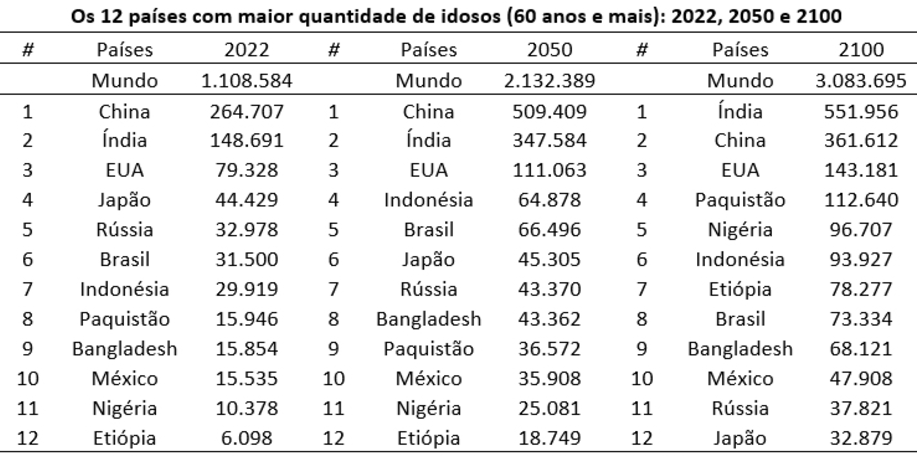 Os 12 países com maior quantidade de idosos (60 anos e mais): 2022, 2050 e 2100
# Países 2022 # Países 2050 # Países 2100
Mundo 1.108.584 Mundo 2.132.389 Mundo 3.083.695
1 China 264.707 1 China 509.409 1 Índia 551.956
2 Índia 148.691 2 Índia 347.584 2 China 361.612
3 EUA 79.328 3 EUA 111.063 3 EUA 143.181
4 Japão 44.429 4 Indonésia 64.878 4 Paquistão 112.640
5 Rússia 32.978 5 Brasil 66.496 5 Nigéria 96.707
6 Brasil 31.500 6 Japão 45.305 6 Indonésia 93.927
7 Indonésia 29.919 7 Rússia 43.370 7 Etiópia 78.277
8 Paquistão 15.946 8 Bangladesh 43.362 8 Brasil 73.334
9 Bangladesh 15.854 9 Paquistão 36.572 9 Bangladesh 68.121
10 México 15.535 10 México 35.908 10 México 47.908
11 Nigéria 10.378 11 Nigéria 25.081 11 Rússia 37.821
12 Etiópia 6.098 12 Etiópia 18.749 12 Japão 32.879